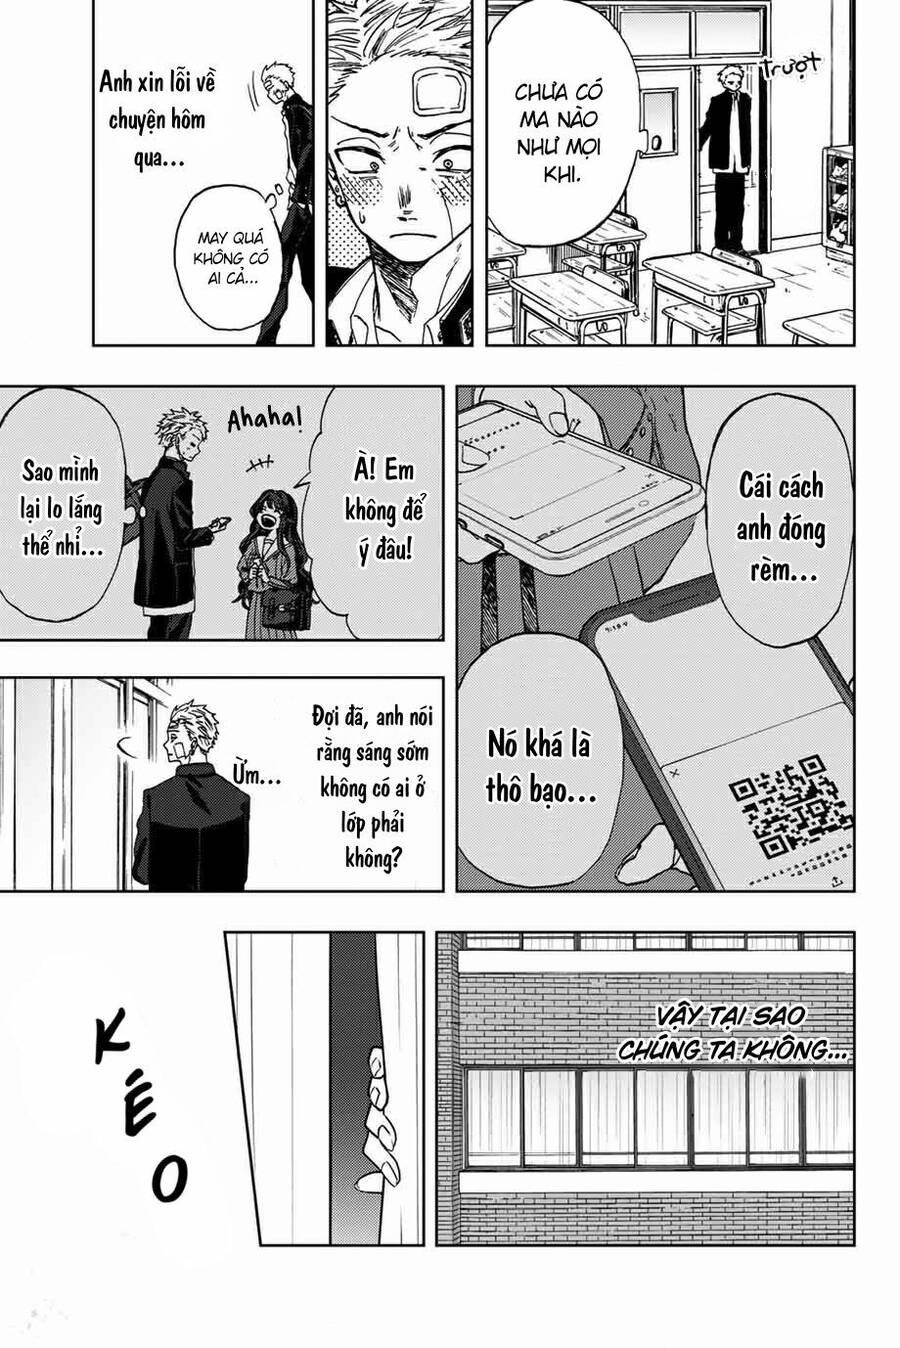 Trượt
CHƯA CÓ
MA NÀO
NHƯ MỌI
KHI.
Anh xin lỗi về
chuyện hôm
qua...
MAY QUÁ
KHÔNG CÓ
AI CẢ...
Cái cách
anh đóng
rèm...
Nó khá là
thô bạo...
À! Em
không để
ý đâu!
Ahaha!
Sao mình
lại lo lắng
thế nhỉ...
Đợi đã, anh nói
rằng sáng sớm
không có ai ở
lớp phải
không?
Ừm...
VẬY TẠI SAO
CHÚNG TA KHÔNG...
KÉO